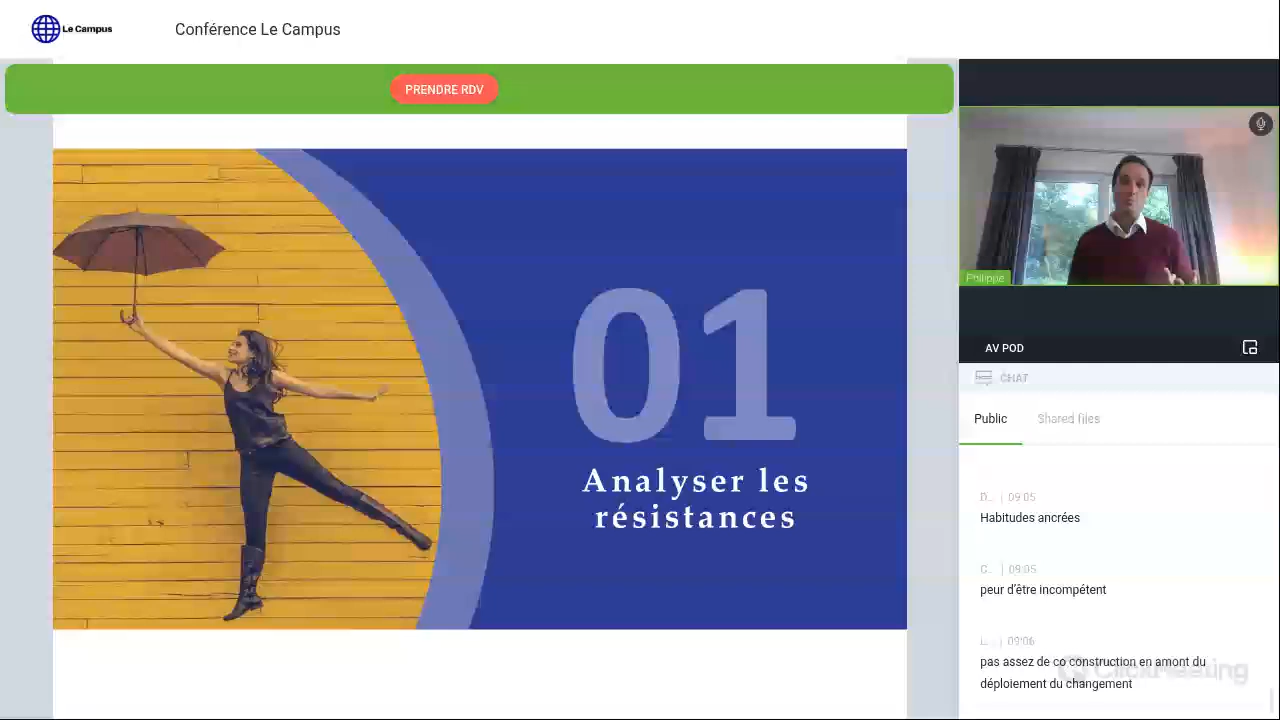 Le Campus
Conférence Le Campus
PRENDRE RDV
01
Analyser les
résistances
Philippe
AV POD
CHAT
Public
Shared files
D... | 09:05
Habitudes ancrées
C... | 09:05
peur d'être incompétent
L... | 09:06
pas assez de co construction en amont du
déploiement du changement
ClickMeeting